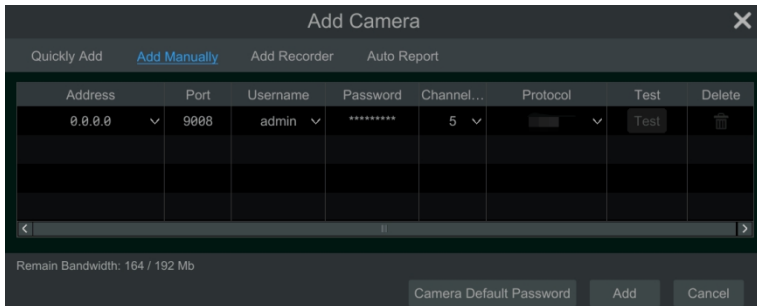 Add Camera
Quickly Add Add Manually Add Recorder Auto Report
Address Port Username Password Channel... Protocol Test Delete
0.0.0.0 9008 admin ********* 5 Test
Remain Bandwidth: 164 / 192 Mb
Camera Default Password Add Cancel